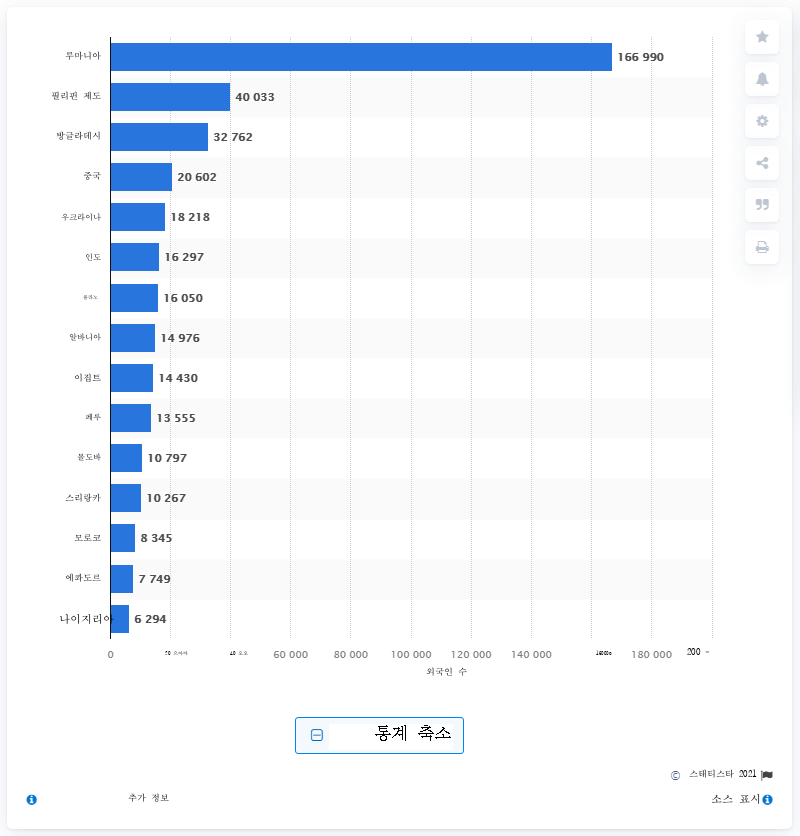 루마니아 166 990
필리핀 제도 40 033
방글라데시 32 762
중국 20 602
우크라이나 18 218
인도 16 297
16 050
알바니아 14 976
이집트 14 430
페루 13 555
몰도바 10 797
스리랑카 10 267
모로코 8 345
에콰도르 7 749
나이지리아 6 294
0 60 000 80 000 100 000 120 000 140 000 180 000 200 -
외국인 수
통계 축소
© 스태티스타 2021
추가 정보 소스 표시